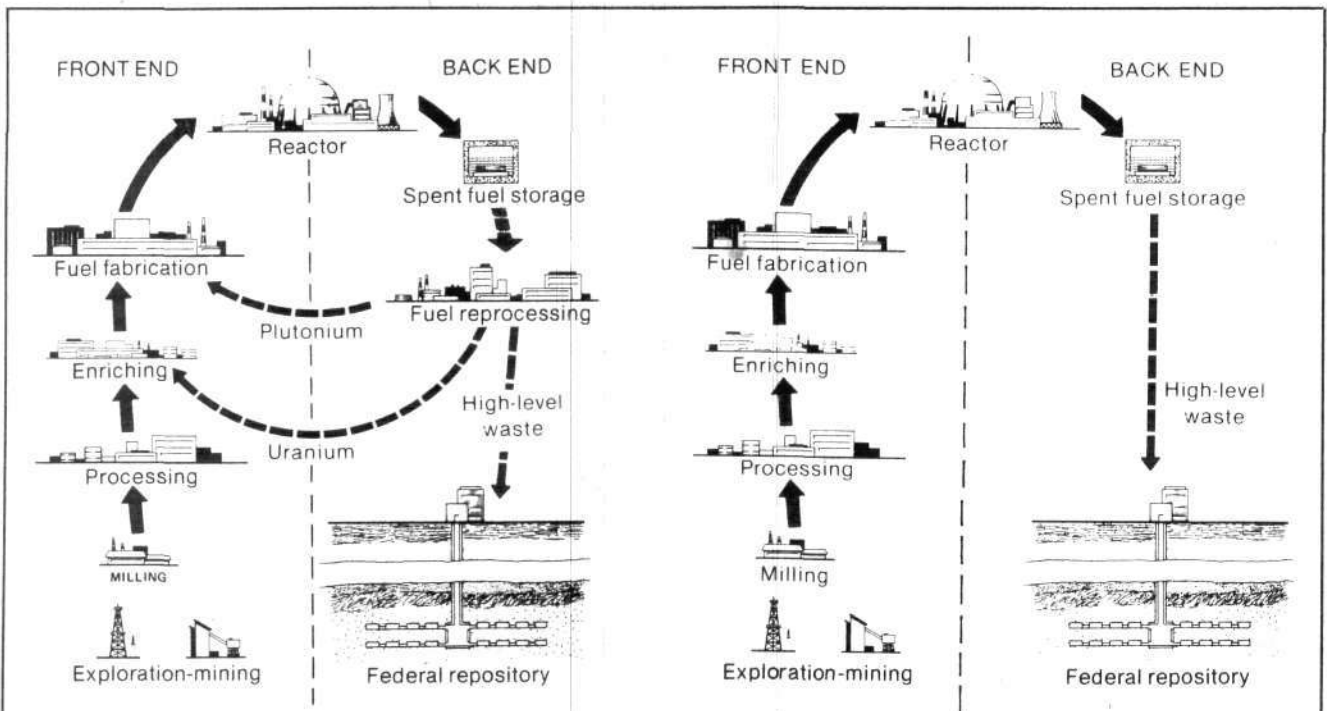 FRONT END
BACK END
Reactor
Spent fuel storage
Fuel fabrication
Plutonium
Fuel reprocessing
Enriching
Uranium
High-level
waste
Processing
MILLING
Exploration-mining
Federal repository
FRONT END
BACK END
Reactor
Spent fuel storage
Fuel fabrication
Enriching
High-level
waste
Processing
Milling
Exploration-mining
Federal repository